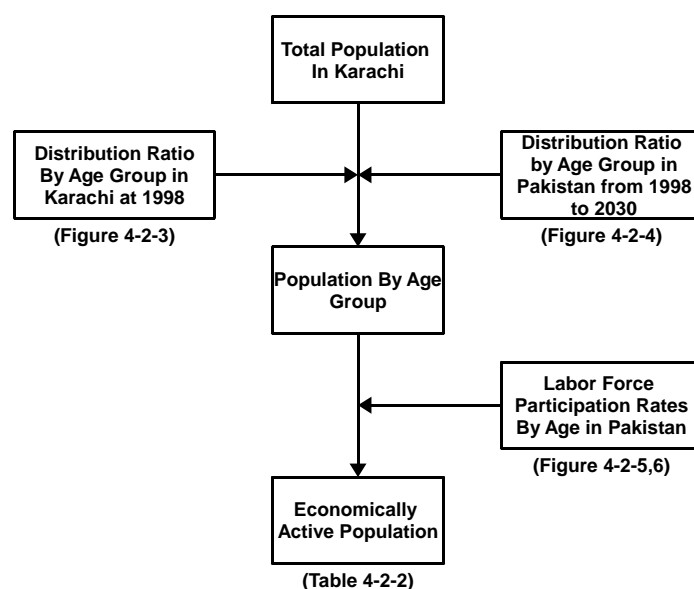 Total Population
In Karachi
Distribution Ratio
By Age Group in
Karachi at 1998
(Figure 4-2-3)
Distribution Ratio
by Age Group in
Pakistan from 1998
to 2030
(Figure 4-2-4)
Population By Age
Group
Labor Force
Participation Rates
By Age in Pakistan
(Figure 4-2-5,6)
Economically
Active Population
(Table 4-2-2)